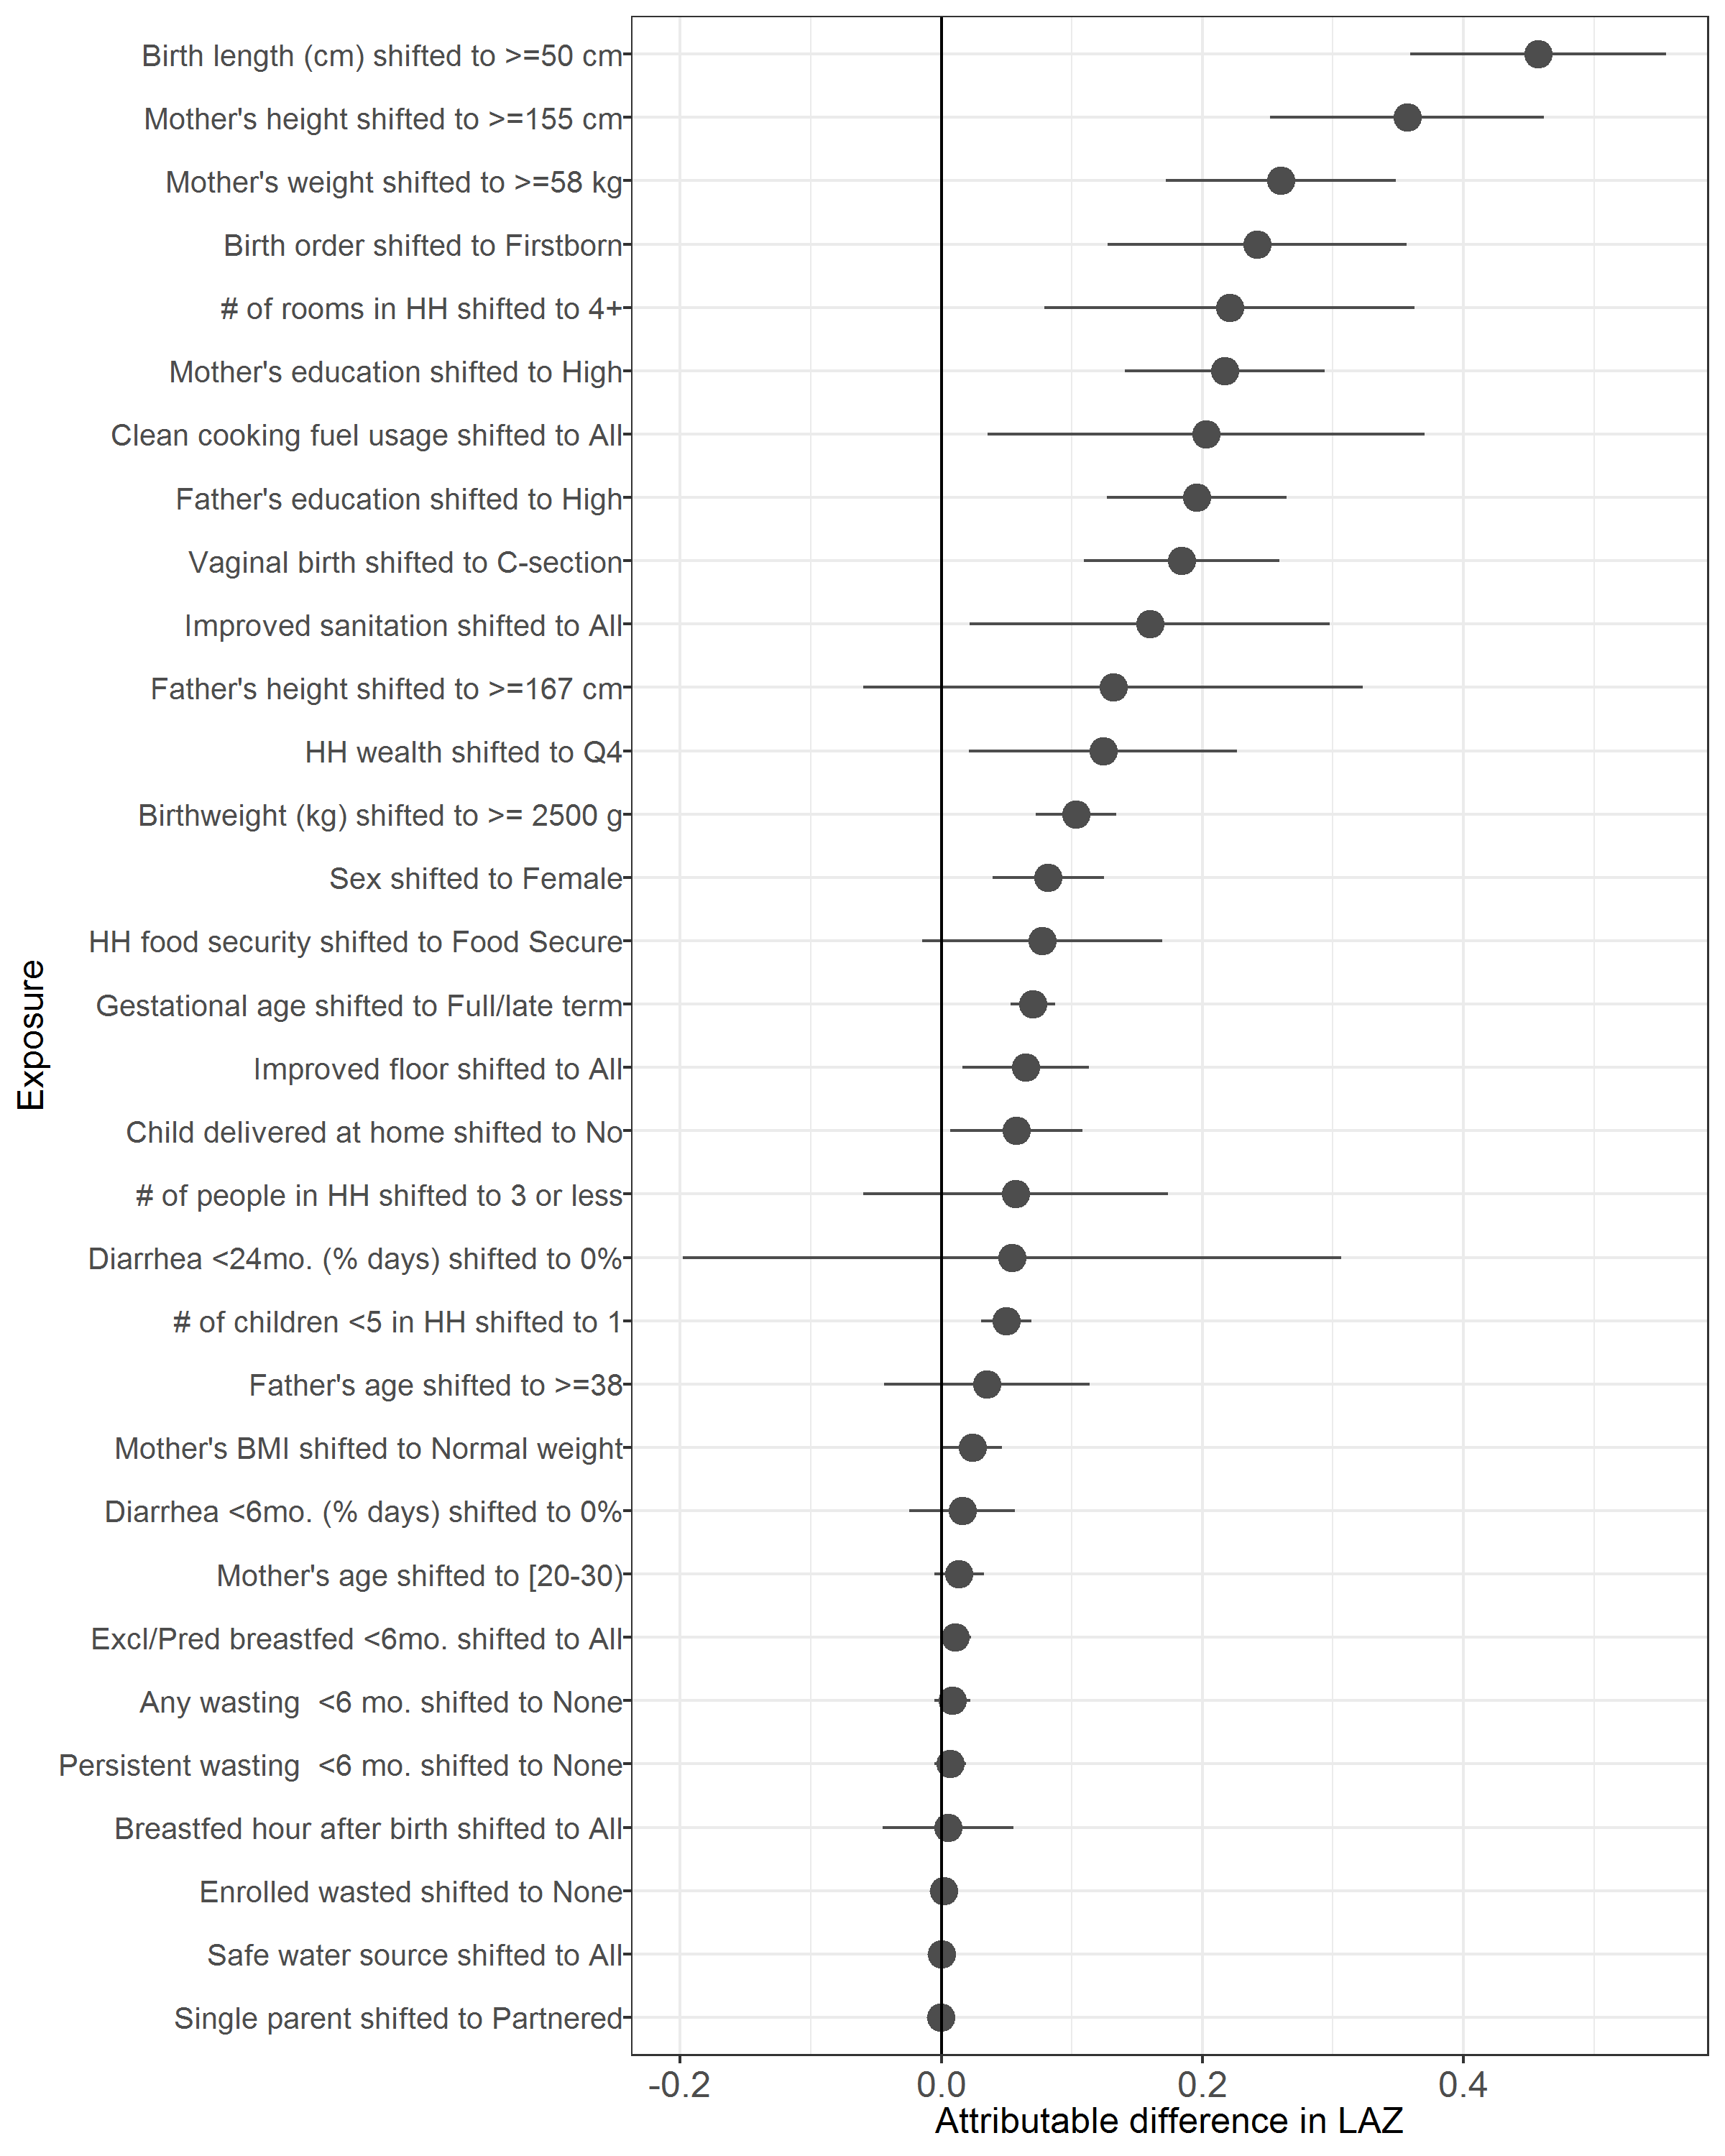 Birth length (cm) shifted to >=50 cm
Mother's height shifted to >=155 cm
Mother's weight shifted to >=58 kg
Birth order shifted to Firstborn
# of rooms in HH shifted to 4+
Mother's education shifted to High
Clean cooking fuel usage shifted to All
Father's education shifted to High
Vaginal birth shifted to C-section
Improved sanitation shifted to All
Father's height shifted to >=167 cm
HH wealth shifted to Q4
Birthweight (kg) shifted to >= 2500 g
Sex shifted to Female
HH food security shifted to Food Secure
Gestational age shifted to Full/late term
Improved floor shifted to All
Child delivered at home shifted to No
# of people in HH shifted to 3 or less
Diarrhea <24mo. (% days) shifted to 0%
# of children <5 in HH shifted to 1
Father's age shifted to >=38
Mother's BMI shifted to Normal weight
Diarrhea <6mo. (% days) shifted to 0%
Mother's age shifted to [20-30)
Excl/Pred breastfed <6mo. shifted to All
Any wasting  <6 mo. shifted to None
Persistent wasting  <6 mo. shifted to None
Breastfed hour after birth shifted to All
Enrolled wasted shifted to None
Safe water source shifted to All
Single parent shifted to Partnered
Exposure
-0.2 0.0 0.2 0.4
Attributable difference in LAZ